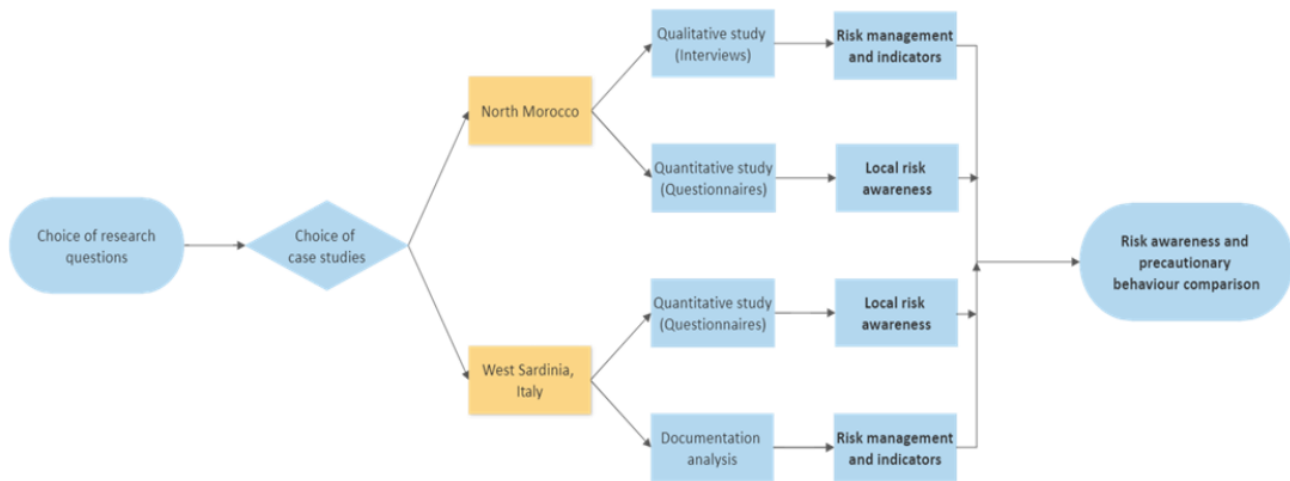 Choice of research
questions
Choice of
case studies
North Morocco
West Sardinia,
Italy
Qualitative study
(Interviews)
Risk management
and indicators
Quantitative study
(Questionnaires)
Local risk
awareness
Quantitative study
(Questionnaires)
Local risk
awareness
Documentation
analysis
Risk management
and indicators
Risk awareness and
precautionary
behaviour comparison